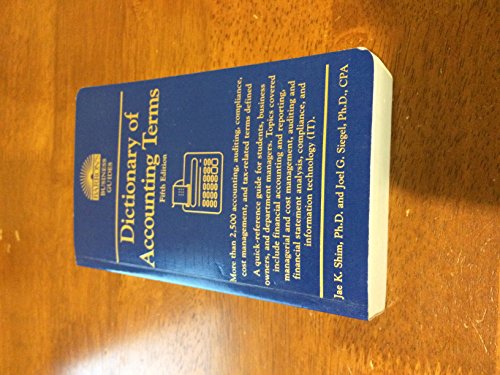 BARRON'S
BUSINESS
GUIDES
Dictionary of
Accounting Terms
Fifth Edition
More than 2,500 accounting, auditing, compliance,
cost management, and tax-related terms defined
A quick-reference guide for students, business
owners, and department managers. Topics covered
include financial accounting and reporting,
managerial and cost management, auditing and
financial statement analysis, compliance, and
information technology (IT).
Jae K. Shim, Ph.D. and Joel G. Siegel, Ph.D., CPA